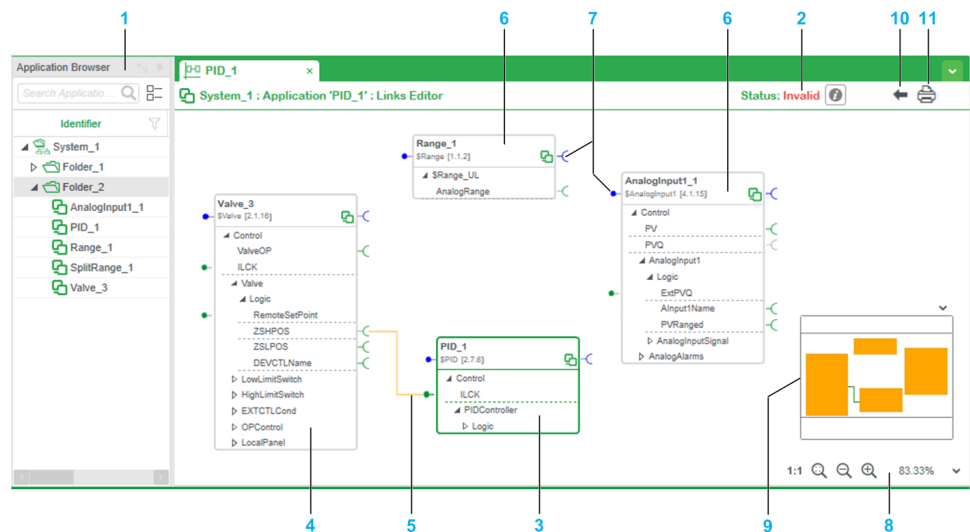 1 6 7 6 2 10 11
Application Browser
PID_1 ×
Search Applicatio...
System_1 : Application 'PID_1' : Links Editor
Status: Invalid
Identifier
System_1
Folder_1
Folder_2
AnalogInput1_1
PID_1
Range_1
SplitRange_1
Valve_3
Range_1
$Range [1.1.2]
$Range_UL
AnalogRange
Valve_3
$Valve [2.1.16]
Control
ValveOP
ILCK
Valve
Logic
RemoteSetPoint
ZSHPOS
ZSLPOS
DEVCTLName
LowLimitSwitch
HighLimitSwitch
EXTCTLCond
OPControl
LocalPanel
PID_1
$PID [2.7.6]
Control
ILCK
PIDController
Logic
AnalogInput1_1
$AnalogInput1 [4.1.15]
Control
PV
PVQ
AnalogInput1
Logic
ExtPVQ
AInput1Name
PVRanged
AnalogInputSignal
AnalogAlarms
1:1 83.33%
4 5 3 9 8